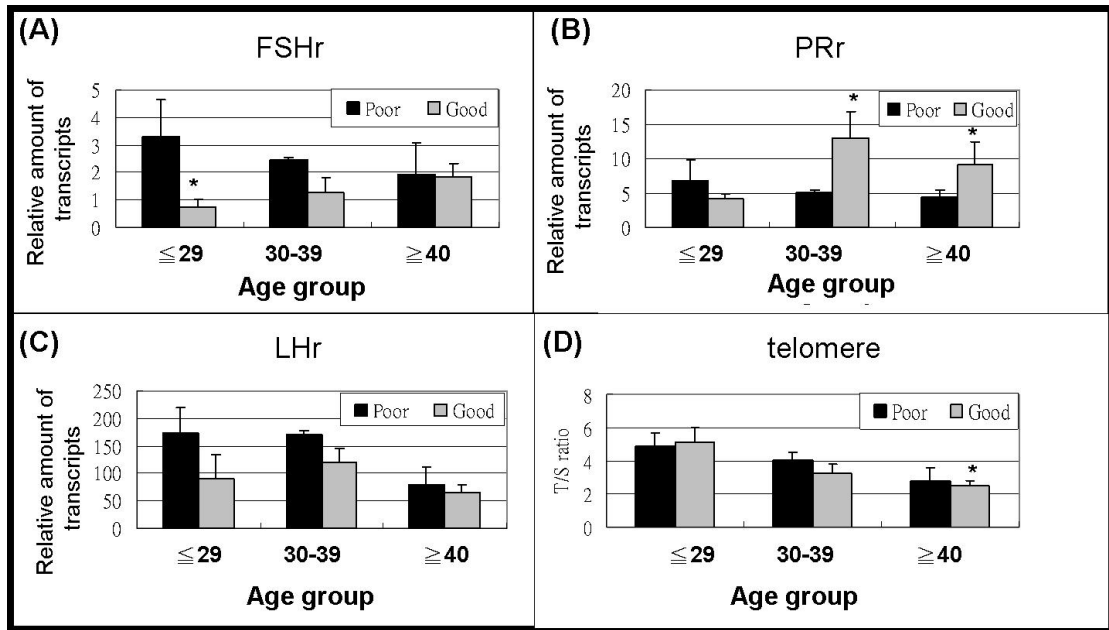 (A)
FSHr
Relative amount of
transcripts
5
4
3
2
1
0
Poor Good
*
≦29 30-39 ≧40
Age group
(B)
PRr
Relative amount of
transcripts
20
15
10
5
0
Poor Good
*
*
≦29 30-39 ≧40
Age group
(C)
LHr
Relative amount of
transcripts
250
200
150
100
50
0
Poor Good
≦29 30-39 ≧40
Age group
(D)
telomere
T/S ratio
8
6
4
2
0
Poor Good
*
≦29 30-39 ≧40
Age group